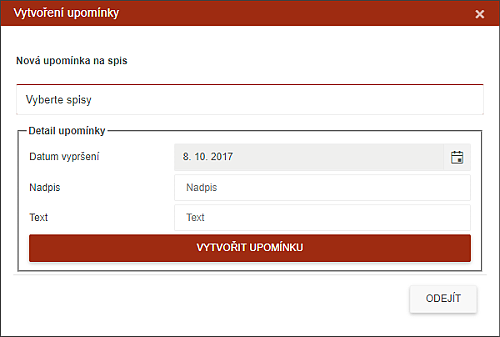 Vytvoření upomínky
Nová upomínka na spis
Vyberte spisy
Detail upomínky
Datum vypršení
8. 10. 2017
Nadpis
Nadpis
Text
Text
VYTVOŘIT UPOMÍNKU
ODEJÍT